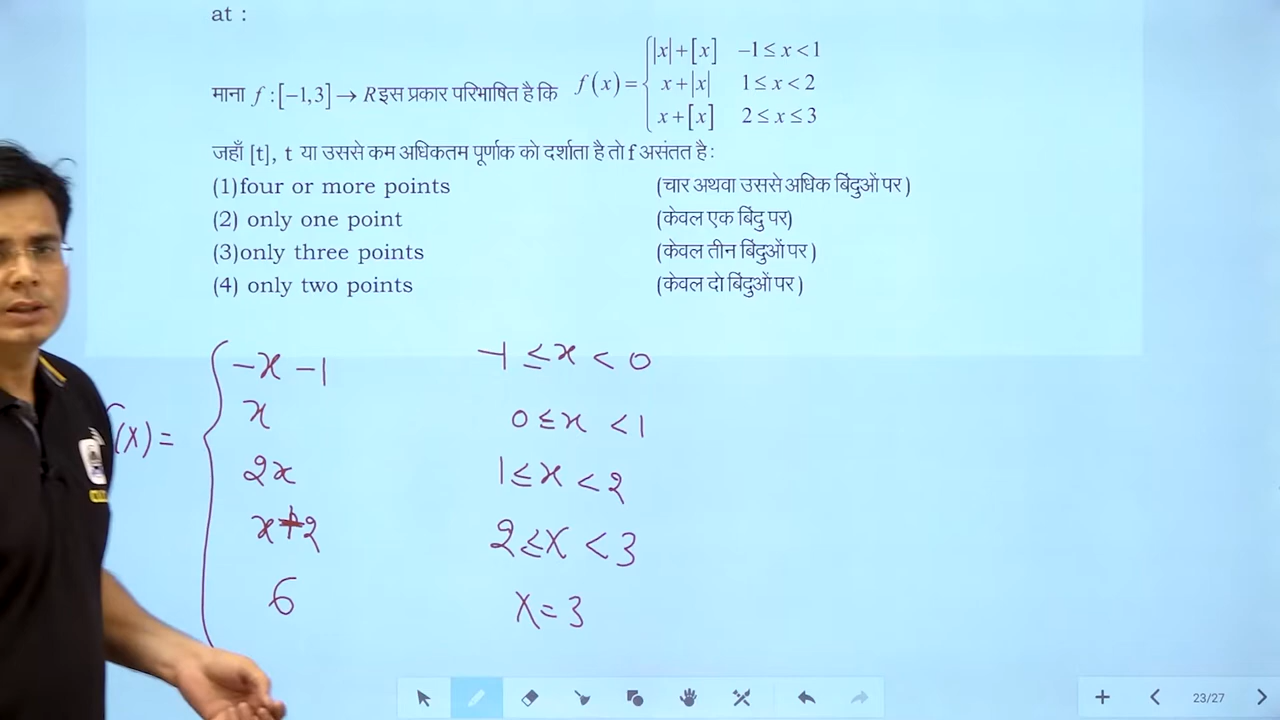 at :
माना f : [−1,3] → R इस प्रकार परिभाषित है कि f(x) = { |x|+[x] −1 ≤ x < 1
x+|x| 1 ≤ x < 2
x+[x] 2 ≤ x ≤ 3
जहाँ [t], t या उससे कम अधिकतम पूर्णांक को दर्शाता है तो f असंतत है :
(1)four or more points (चार अथवा उससे अधिक बिंदुओं पर)
(2) only one point (केवल एक बिंदु पर)
(3)only three points (केवल तीन बिंदुओं पर)
(4) only two points (केवल दो बिंदुओं पर)
f(x) = { -x -1 -1 ≤ x < 0
x 0 ≤ x < 1
2x 1 ≤ x < 2
x+2 2 ≤ x < 3
6 x = 3
23/27